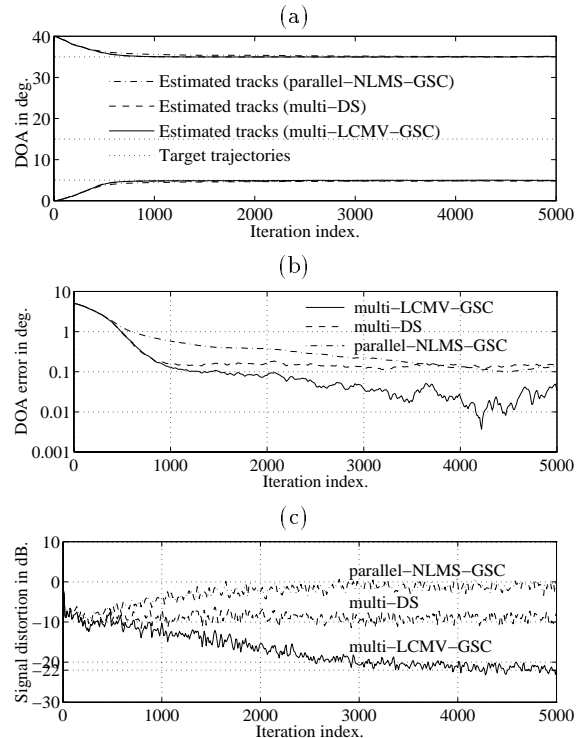 (a)
40
30
20
10
0
DOA in deg.
Estimated tracks (parallel−NLMS−GSC)
Estimated tracks (multi−DS)
Estimated tracks (multi−LCMV−GSC)
Target trajectories
0 1000 2000 3000 4000 5000
Iteration index.
(b)
10
1
0.1
0.01
0.001
DOA error in deg.
multi−LCMV−GSC
multi−DS
parallel−NLMS−GSC
0 1000 2000 3000 4000 5000
Iteration index.
(c)
10
0
−10
−20
−22
−30
Signal distortion in dB.
parallel−NLMS−GSC
multi−DS
multi−LCMV−GSC
0 1000 2000 3000 4000 5000
Iteration index.